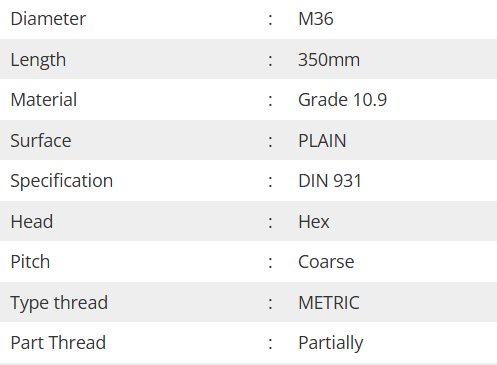 Diameter : M36
Length : 350mm
Material : Grade 10.9
Surface : PLAIN
Specification : DIN 931
Head : Hex
Pitch : Coarse
Type thread : METRIC
Part Thread : Partially